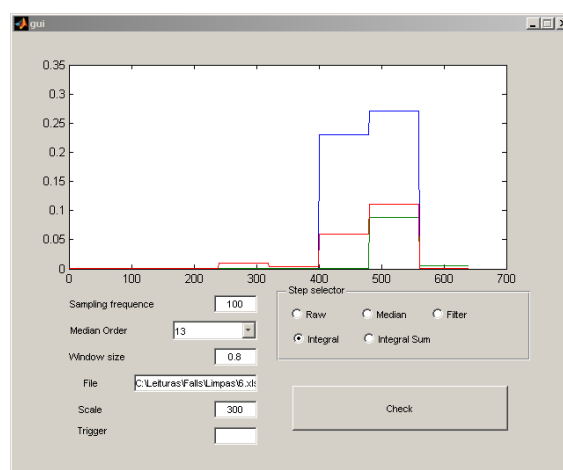 gui
0.35
0.3
0.25
0.2
0.15
0.1
0.05
0
0 100 200 300 400 500 600 700
Sampling frequence 100
Median Order 13
Window size 0.8
File C:\Leituras\Falls\Limpas\6.xls
Scale 300
Trigger
Step selector
Raw Median Filter
Integral Integral Sum
Check